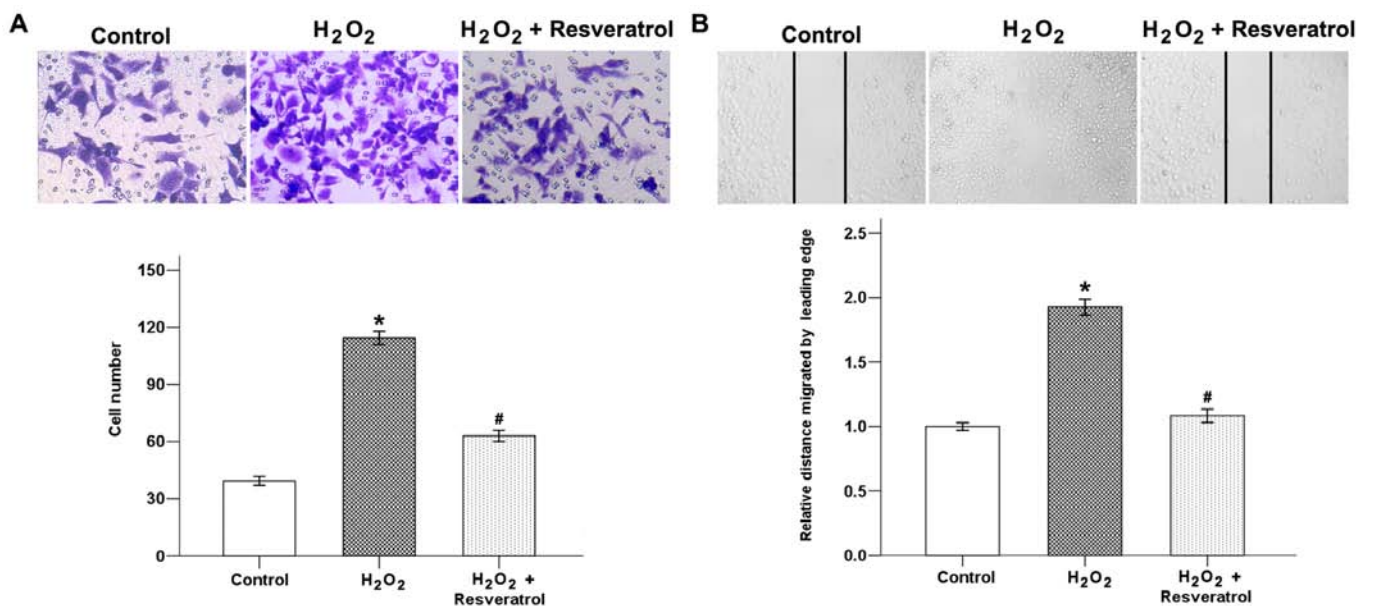 A
Control
H2O2
H2O2 + Resveratrol
150
120
90
60
30
0
Cell number
*
#
Control
H2O2
H2O2 +
Resveratrol
B
Control
H2O2
H2O2 + Resveratrol
2.5
2.0
1.5
1.0
0.5
0.0
Relative distance migrated by leading edge
*
#
Control
H2O2
H2O2 +
Resveratrol